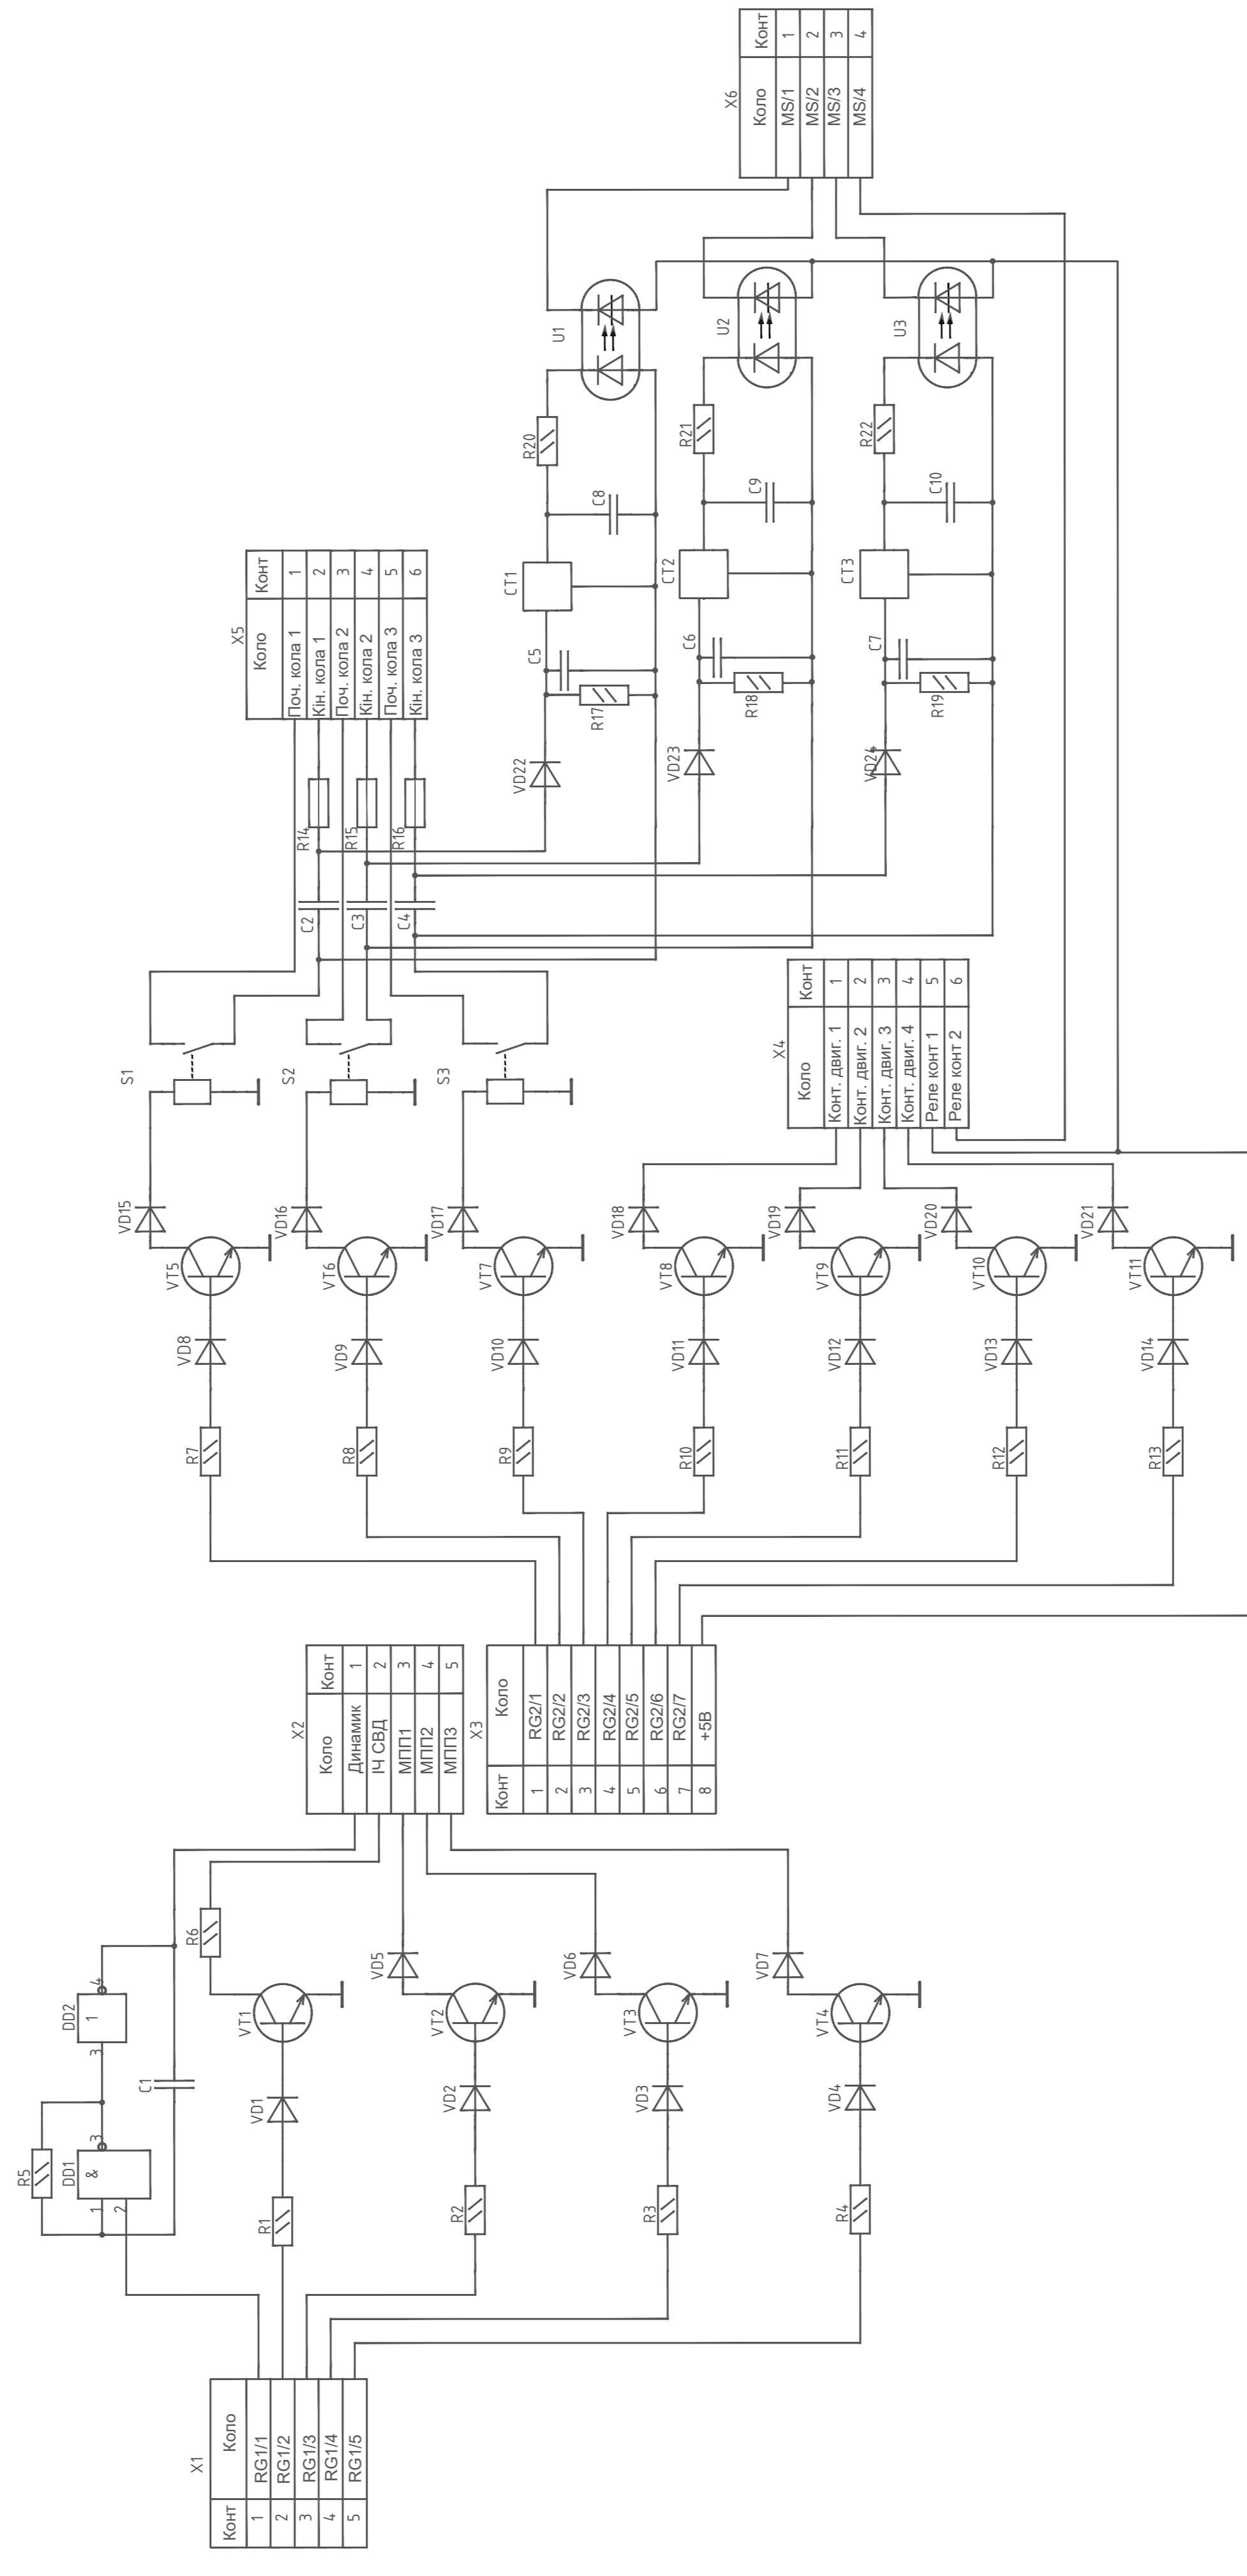 X1
Конт Коло
1 RG1/1
2 RG1/2
3 RG1/3
4 RG1/4
5 RG1/5
R5
DD1
&
1
2
3
DD2
1
3
4
C1
R1
VD1
VT1
R6
R2
VD2
VT2
VD5
R3
VD3
VT3
VD6
R4
VD4
VT4
VD7
X2
Коло Конт
Динамик 1
ІЧ СВД 2
МПП1 3
МПП2 4
МПП3 5
X3
Конт Коло
1 RG2/1
2 RG2/2
3 RG2/3
4 RG2/4
5 RG2/5
6 RG2/6
7 RG2/7
8 +5В
R7
VD8
VT5
VD15
S1
R8
VD9
VT6
VD16
S2
R9
VD10
VT7
VD17
S3
R10
VD11
VT8
VD18
R11
VD12
VT9
VD19
R12
VD13
VT10
VD20
R13
VD14
VT11
VD21
X4
Коло Конт
Конт. двиг. 1 1
Конт. двиг. 2 2
Конт. двиг. 3 3
Конт. двиг. 4 4
Реле конт 1 5
Реле конт 2 6
C2
R14
C3
R15
C4
R16
X5
Коло Конт
Поч. кола 1 1
Кін. кола 1 2
Поч. кола 2 3
Кін. кола 2 4
Поч. кола 3 5
Кін. кола 3 6
VD22
R17
C5
CT1
C8
R20
U1
VD23
R18
C6
CT2
C9
R21
U2
VD24
R19
C7
CT3
C10
R22
U3
X6
Коло Конт
MS/1 1
MS/2 2
MS/3 3
MS/4 4